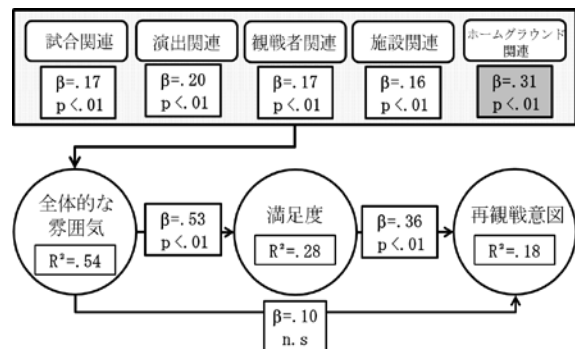 試合関連
演出関連
観戦者関連
施設関連
ホームグラウンド
関連
β=.17
p<.01
β=.20
p<.01
β=.17
p<.01
β=.16
p<.01
β=.31
p<.01
全体的な
雰囲気
R²=.54
β=.53
p<.01
満足度
R²=.28
β=.36
p<.01
再観戦意図
R²=.18
β=.10
n.s